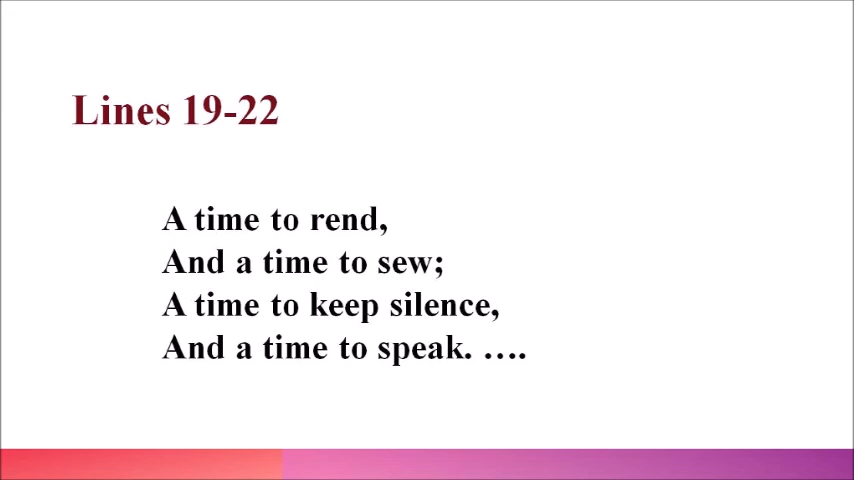 Lines 19-22
A time to rend,
And a time to sew;
A time to keep silence,
And a time to speak. ….